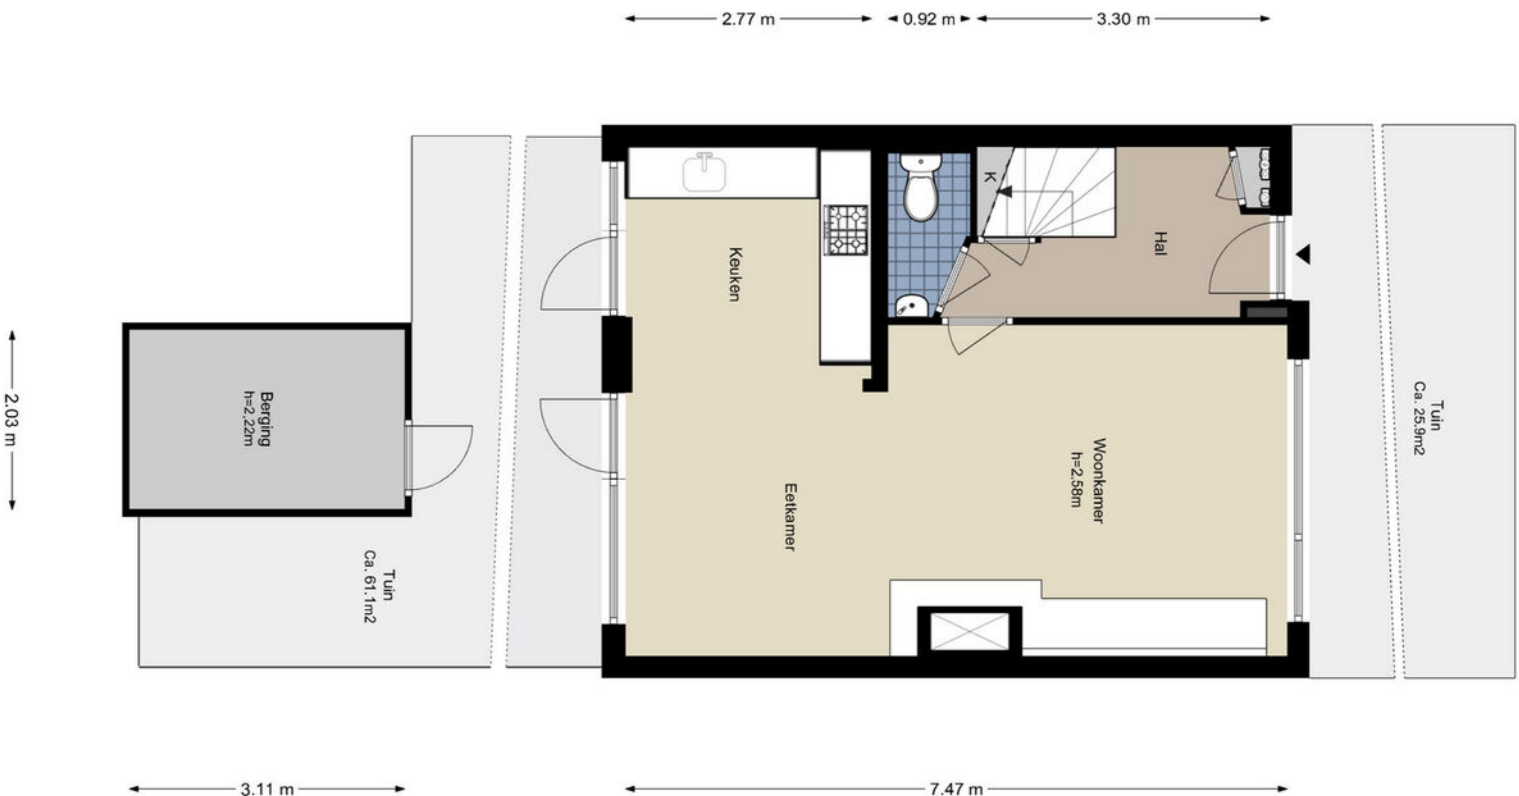 2.77 m
0.92 m
3.30 m
K
Hal
Keuken
2.03 m
Berging
h=2,22m
Tuin
Ca. 25.9m2
Woonkamer
h=2.58m
Eetkamer
Tuin
Ca. 61.1m2
3.11 m
7.47 m